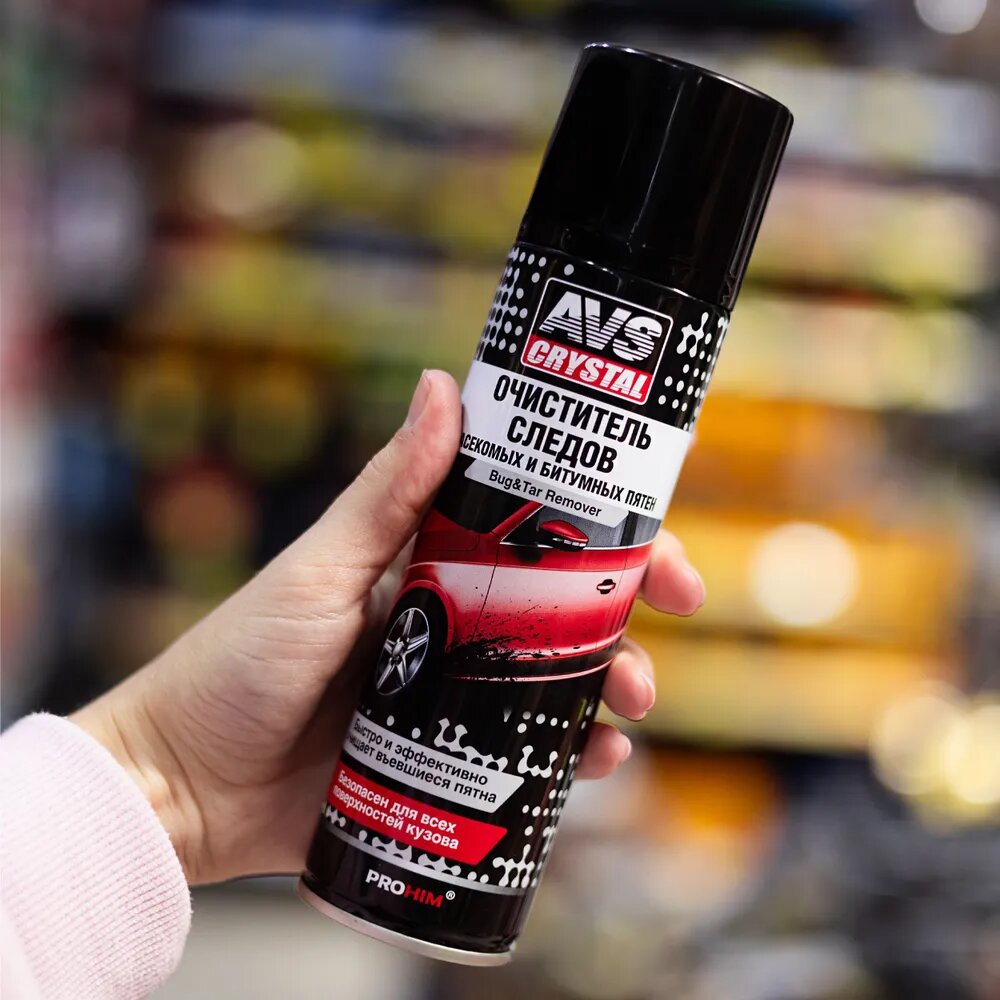 AVS
CRYSTAL
ОЧИСТИТЕЛЬ
СЛЕДОВ
АСЕКОМЫХ И БИТУМНЫХ ПЯТЕН
Bug&Tar Remover
Быстро и эффективно
ищает въевшиеся пятна
Безопасен для всех
поверхностей кузова
PROHIM®